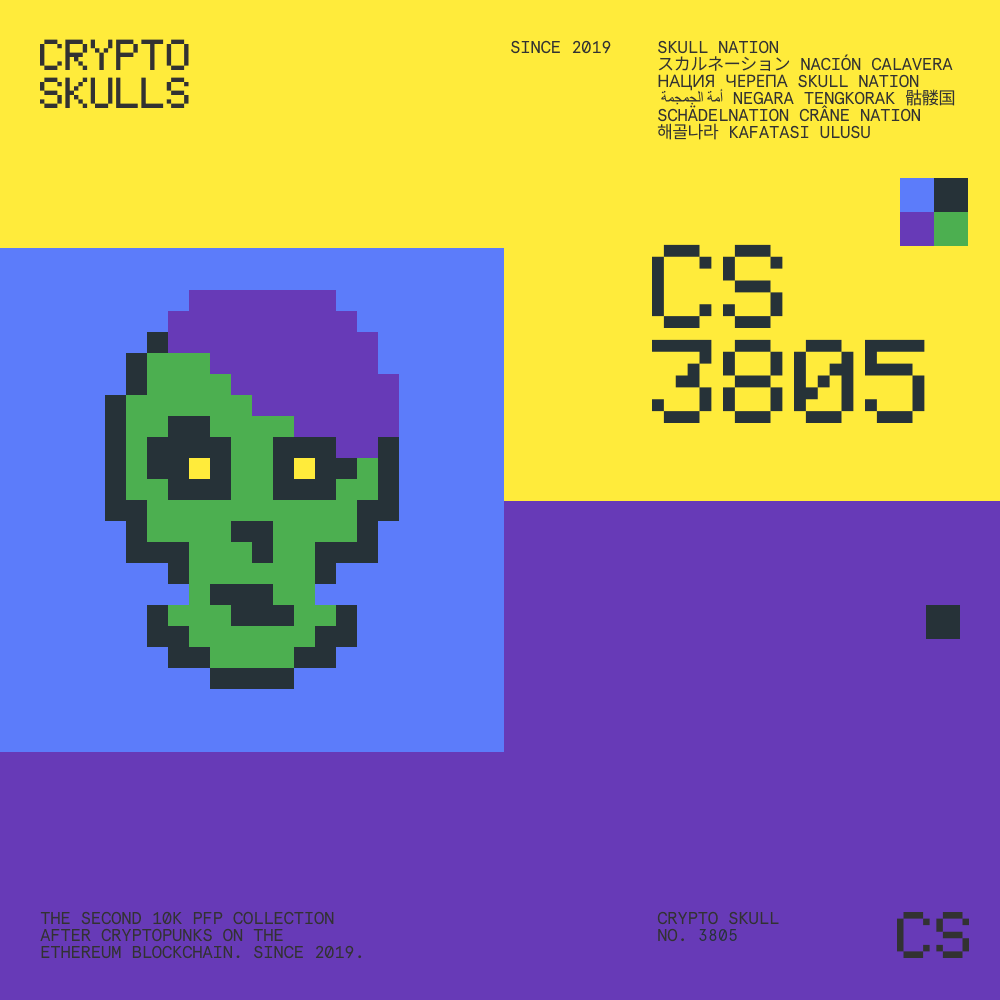 CRYPTO
SKULLS
SINCE 2019
SKULL NATION
スカルネーション NACIÓN CALAVERA
НАЦИЯ ЧЕРЕПА SKULL NATION
أمة الجمجمة NEGARA TENGKORAK 骷髅国
SCHÄDELNATION CRÂNE NATION
해골나라 KAFATASI ULUSU
CS
3805
THE SECOND 10K PFP COLLECTION
AFTER CRYPTOPUNKS ON THE
ETHEREUM BLOCKCHAIN. SINCE 2019.
CRYPTO SKULL
NO. 3805
CS